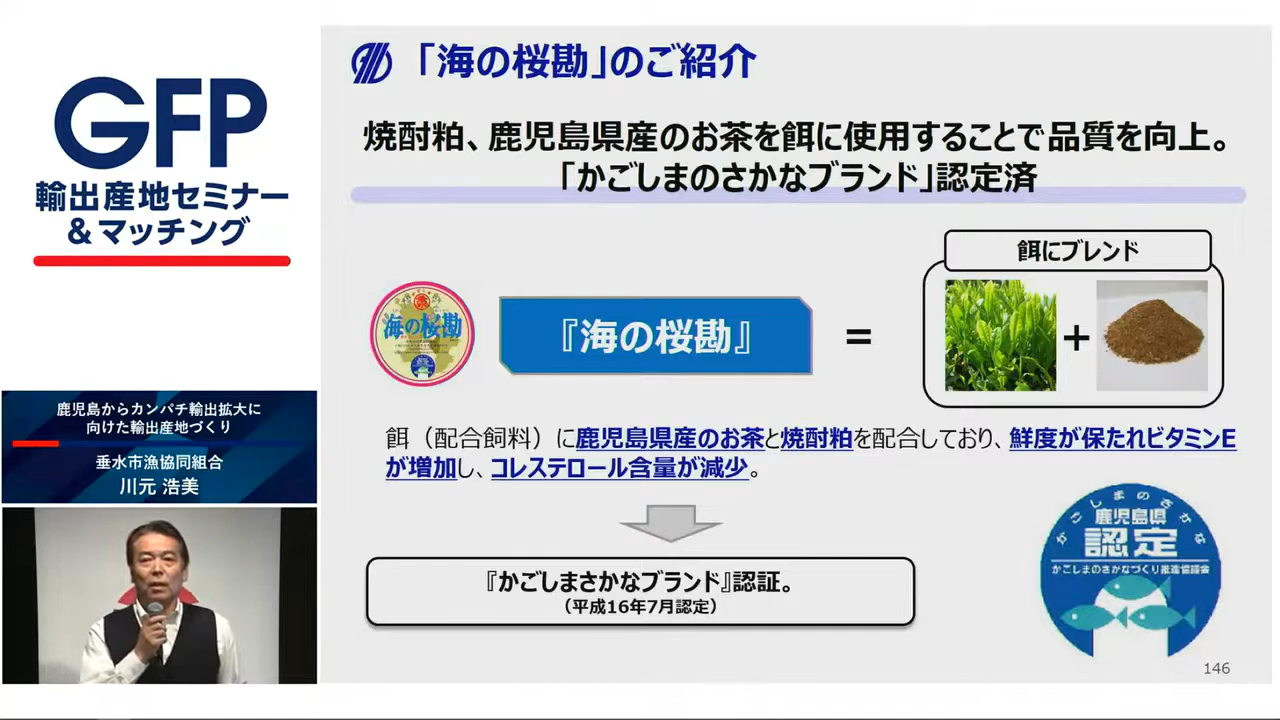 GFP
輸出産地セミナー
＆マッチング
鹿児島からカンパチ輸出拡大に
向けた輸出産地づくり
垂水市漁協同組合
川元 浩美
「海の桜勘」のご紹介
焼酎粕、鹿児島県産のお茶を餌に使用することで品質を向上。
「かごしまのさかなブランド」認定済
餌にブレンド
海の桜勘
『海の桜勘』
=
+
餌（配合飼料）に鹿児島県産のお茶と焼酎粕を配合しており、鮮度が保たれビタミンE
が増加し、コレステロール含量が減少。
『かごしまさかなブランド』認証。
（平成16年7月認定）
かごしまのさかな
鹿児島県
認定
かごしまのさかなづくり推進協議会
146